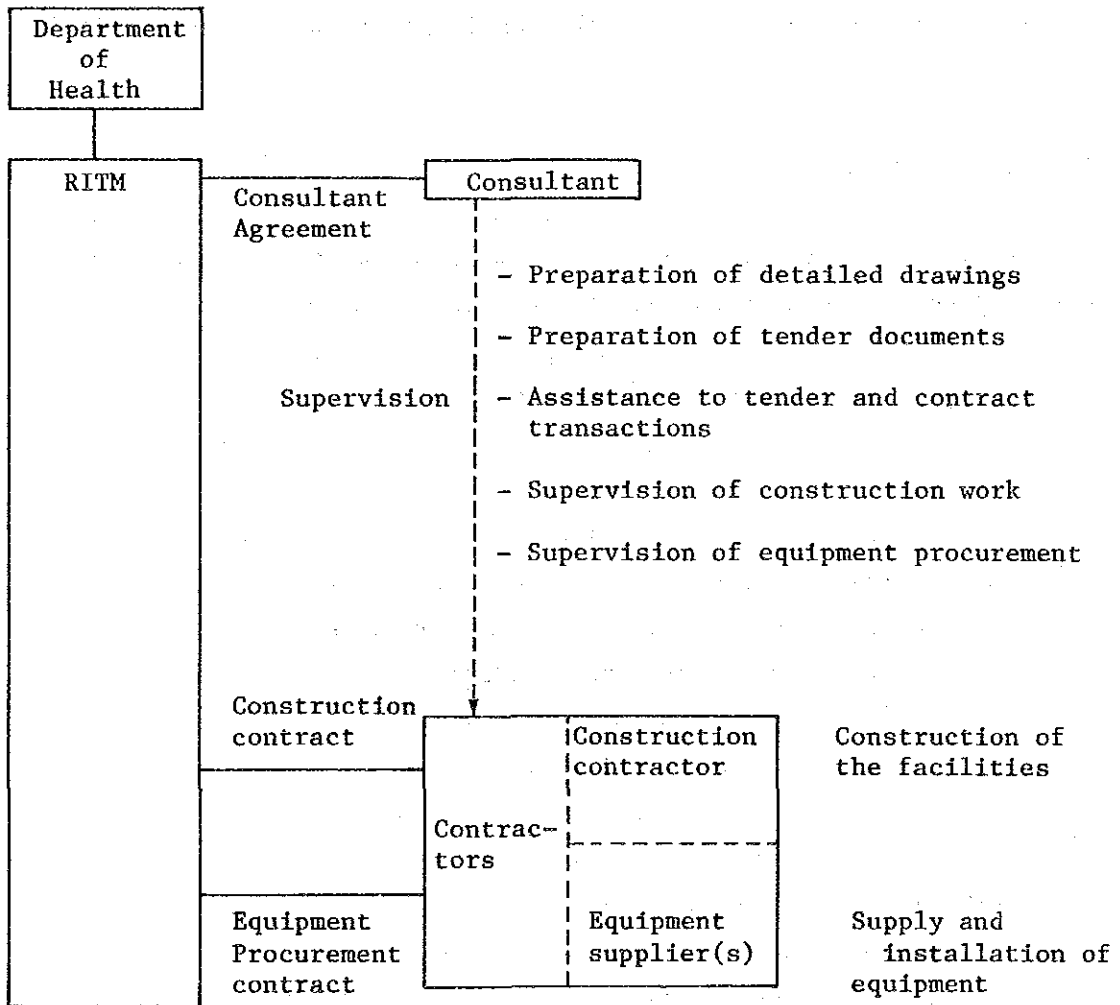 Department
of
Health
RITM
Consultant
Consultant
Agreement
- Preparation of detailed drawings
- Preparation of tender documents
Supervision
- Assistance to tender and contract
transactions
- Supervision of construction work
- Supervision of equipment procurement
Construction
contract
Construction
contractor
Construction of
the facilities
Contrac-
tors
Equipment
Procurement
contract
Equipment
supplier(s)
Supply and
installation of
equipment